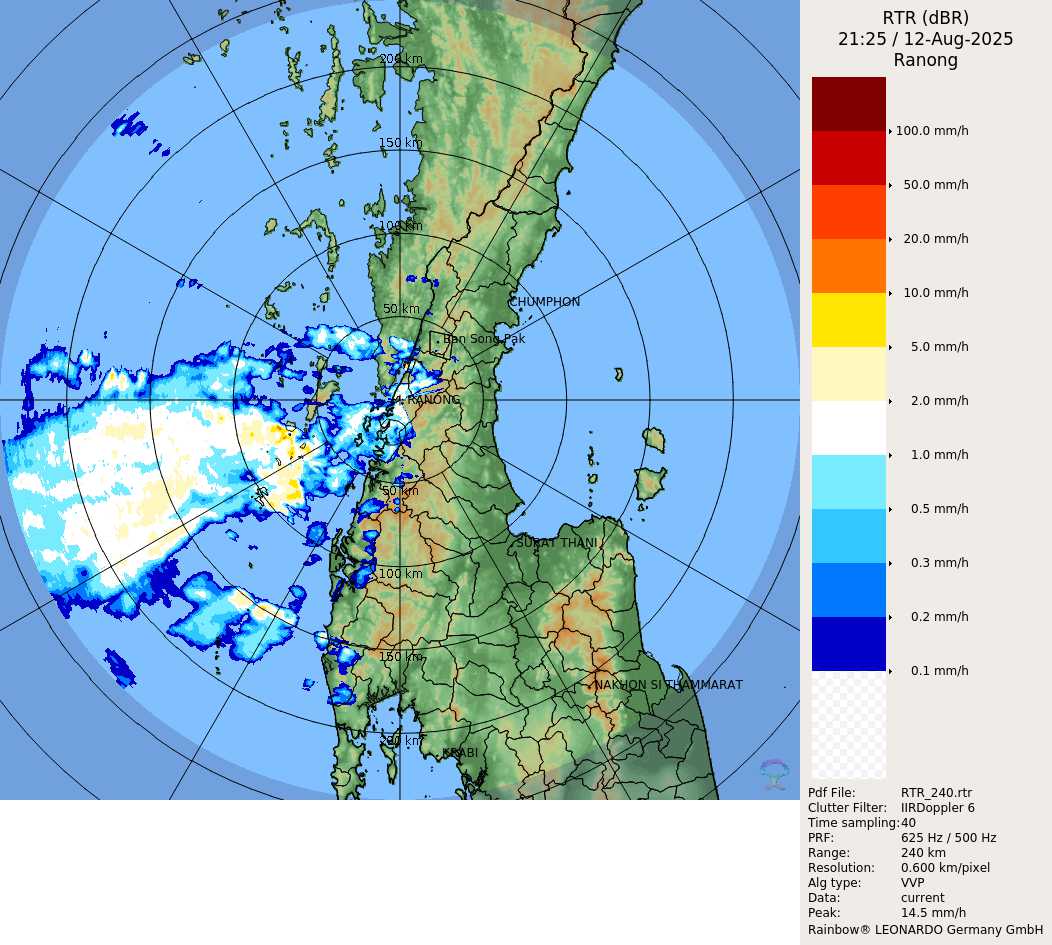 RTR (dBR)
21:25 / 12-Aug-2025
Ranong
200 km
150 km
100 km
50 km
CHUMPHON
Ban Song Pak
RANONG
50 km
SURAT THANI
100 km
150 km
NAKHON SI THAMMARAT
200 km
KRABI
100.0 mm/h
50.0 mm/h
20.0 mm/h
10.0 mm/h
5.0 mm/h
2.0 mm/h
1.0 mm/h
0.5 mm/h
0.3 mm/h
0.2 mm/h
0.1 mm/h
Pdf File: RTR_240.rtr
Clutter Filter: IIRDoppler 6
Time sampling:40
PRF: 625 Hz / 500 Hz
Range: 240 km
Resolution: 0.600 km/pixel
Alg type: VVP
Data: current
Peak: 14.5 mm/h
Rainbow® LEONARDO Germany GmbH